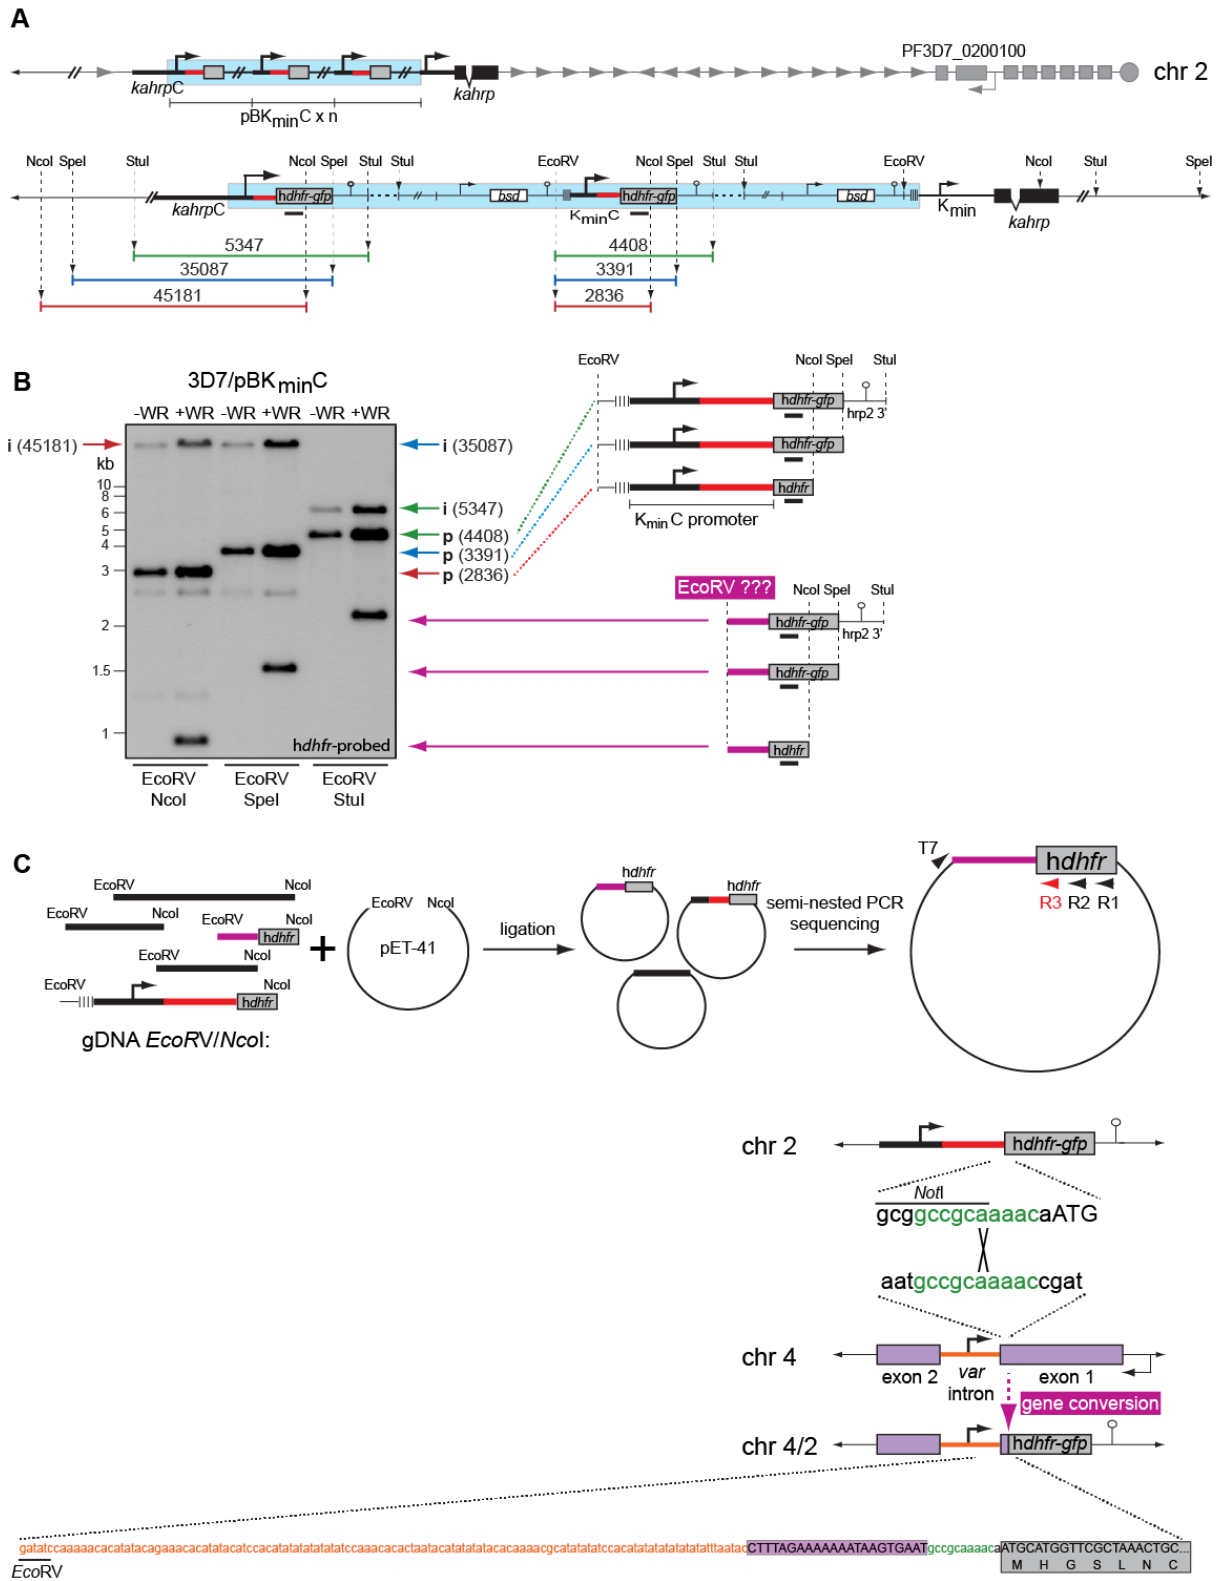 A
PF3D7_0200100
chr 2
kahrpC
kahrp
pBKminC x n
NcoI SpeI StuI NcoI SpeI StuI StuI EcoRV NcoI SpeI StuI StuI EcoRV NcoI StuI SpeI
hdhfr-gfp bsd hdhfr-gfp bsd
kahrpC KminC Kmin kahrp
5347 4408
35087 3391
45181 2836
B
3D7/pBKminC
-WR +WR -WR +WR -WR +WR
i (45181)
kb
10
8
6
5
4
3
2
1.5
1
hdhfr-probed
EcoRV EcoRV EcoRV
NcoI SpeI StuI
i (35087)
i (5347)
p (4408)
p (3391)
p (2836)
EcoRV NcoI SpeI StuI
hdhfr-gfp
hrp2 3'
hdhfr-gfp
hdhfr
KminC promoter
EcoRV ???
NcoI SpeI StuI
hdhfr-gfp
hrp2 3'
hdhfr-gfp
hdhfr
C
EcoRV NcoI
EcoRV NcoI
EcoRV NcoI
hdhfr
EcoRV NcoI
EcoRV NcoI
hdhfr
gDNA EcoRV/NcoI:
+
EcoRV NcoI
pET-41
ligation
hdhfr
hdhfr
semi-nested PCR
sequencing
T7
hdhfr
R3 R2 R1
chr 2
hdhfr-gfp
NotI
gcggccgcaaaacaATG
aatgccgcaaaaccgat
chr 4
exon 2 var exon 1
intron
gene conversion
chr 4/2
hdhfr-gfp
CTTTAGAAAAAAATAAGTGAATgccgcaaaacaATGCATGGTTCGCTAAACTGC...
M H G S L N C
EcoRV